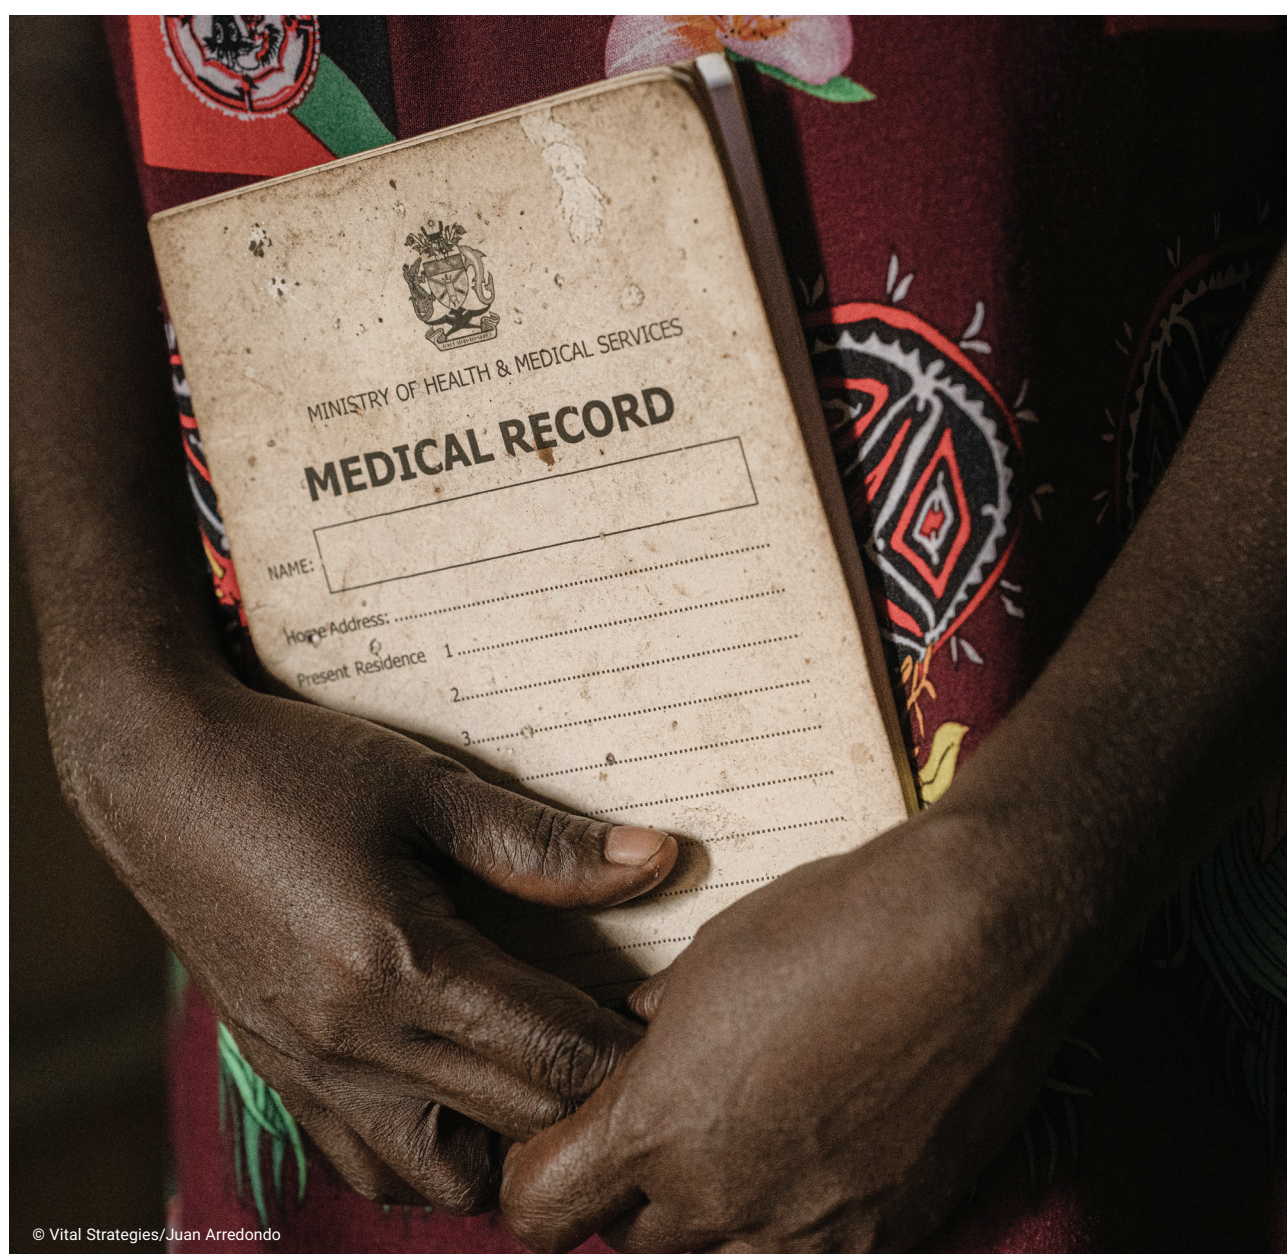 MINISTRY OF HEALTH & MEDICAL SERVICES
MEDICAL RECORD
NAME:
Home Address: ........................................................
Present Residence 1 ........................................................
2........................................................
3........................................................
© Vital Strategies/Juan Arredondo